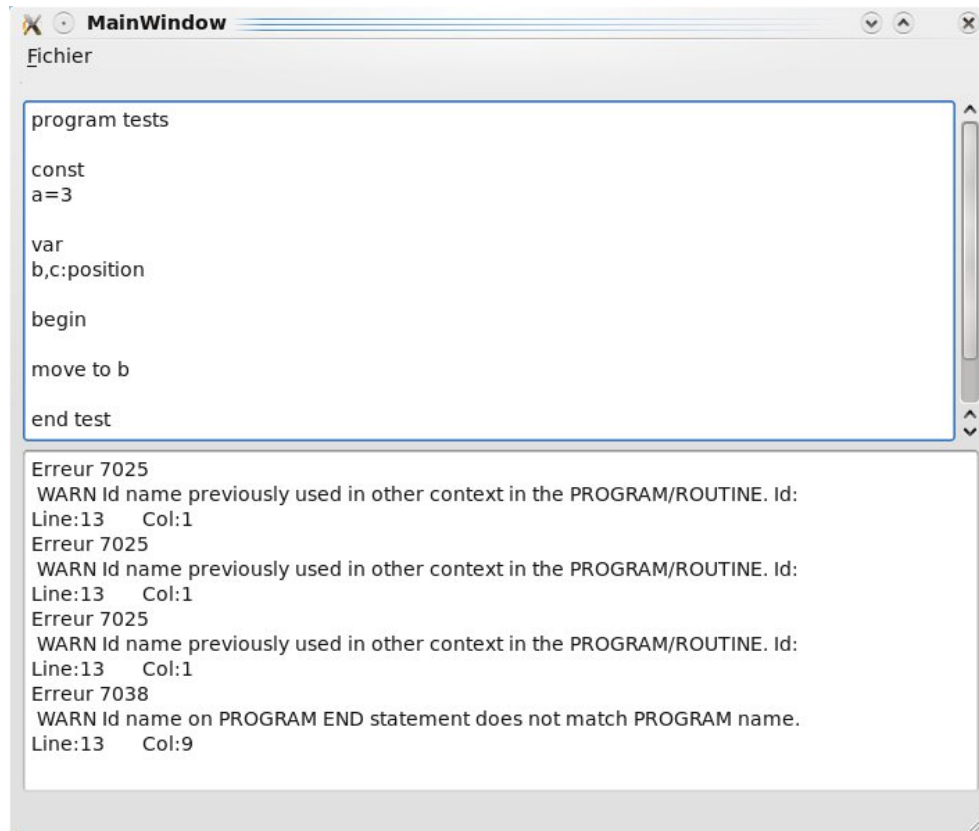 MainWindow
Fichier
program tests
const
a=3
var
b,c:position
begin
move to b
end test
Erreur 7025
WARN Id name previously used in other context in the PROGRAM/ROUTINE. Id:
Line:13 Col:1
Erreur 7025
WARN Id name previously used in other context in the PROGRAM/ROUTINE. Id:
Line:13 Col:1
Erreur 7025
WARN Id name previously used in other context in the PROGRAM/ROUTINE. Id:
Line:13 Col:1
Erreur 7038
WARN Id name on PROGRAM END statement does not match PROGRAM name.
Line:13 Col:9